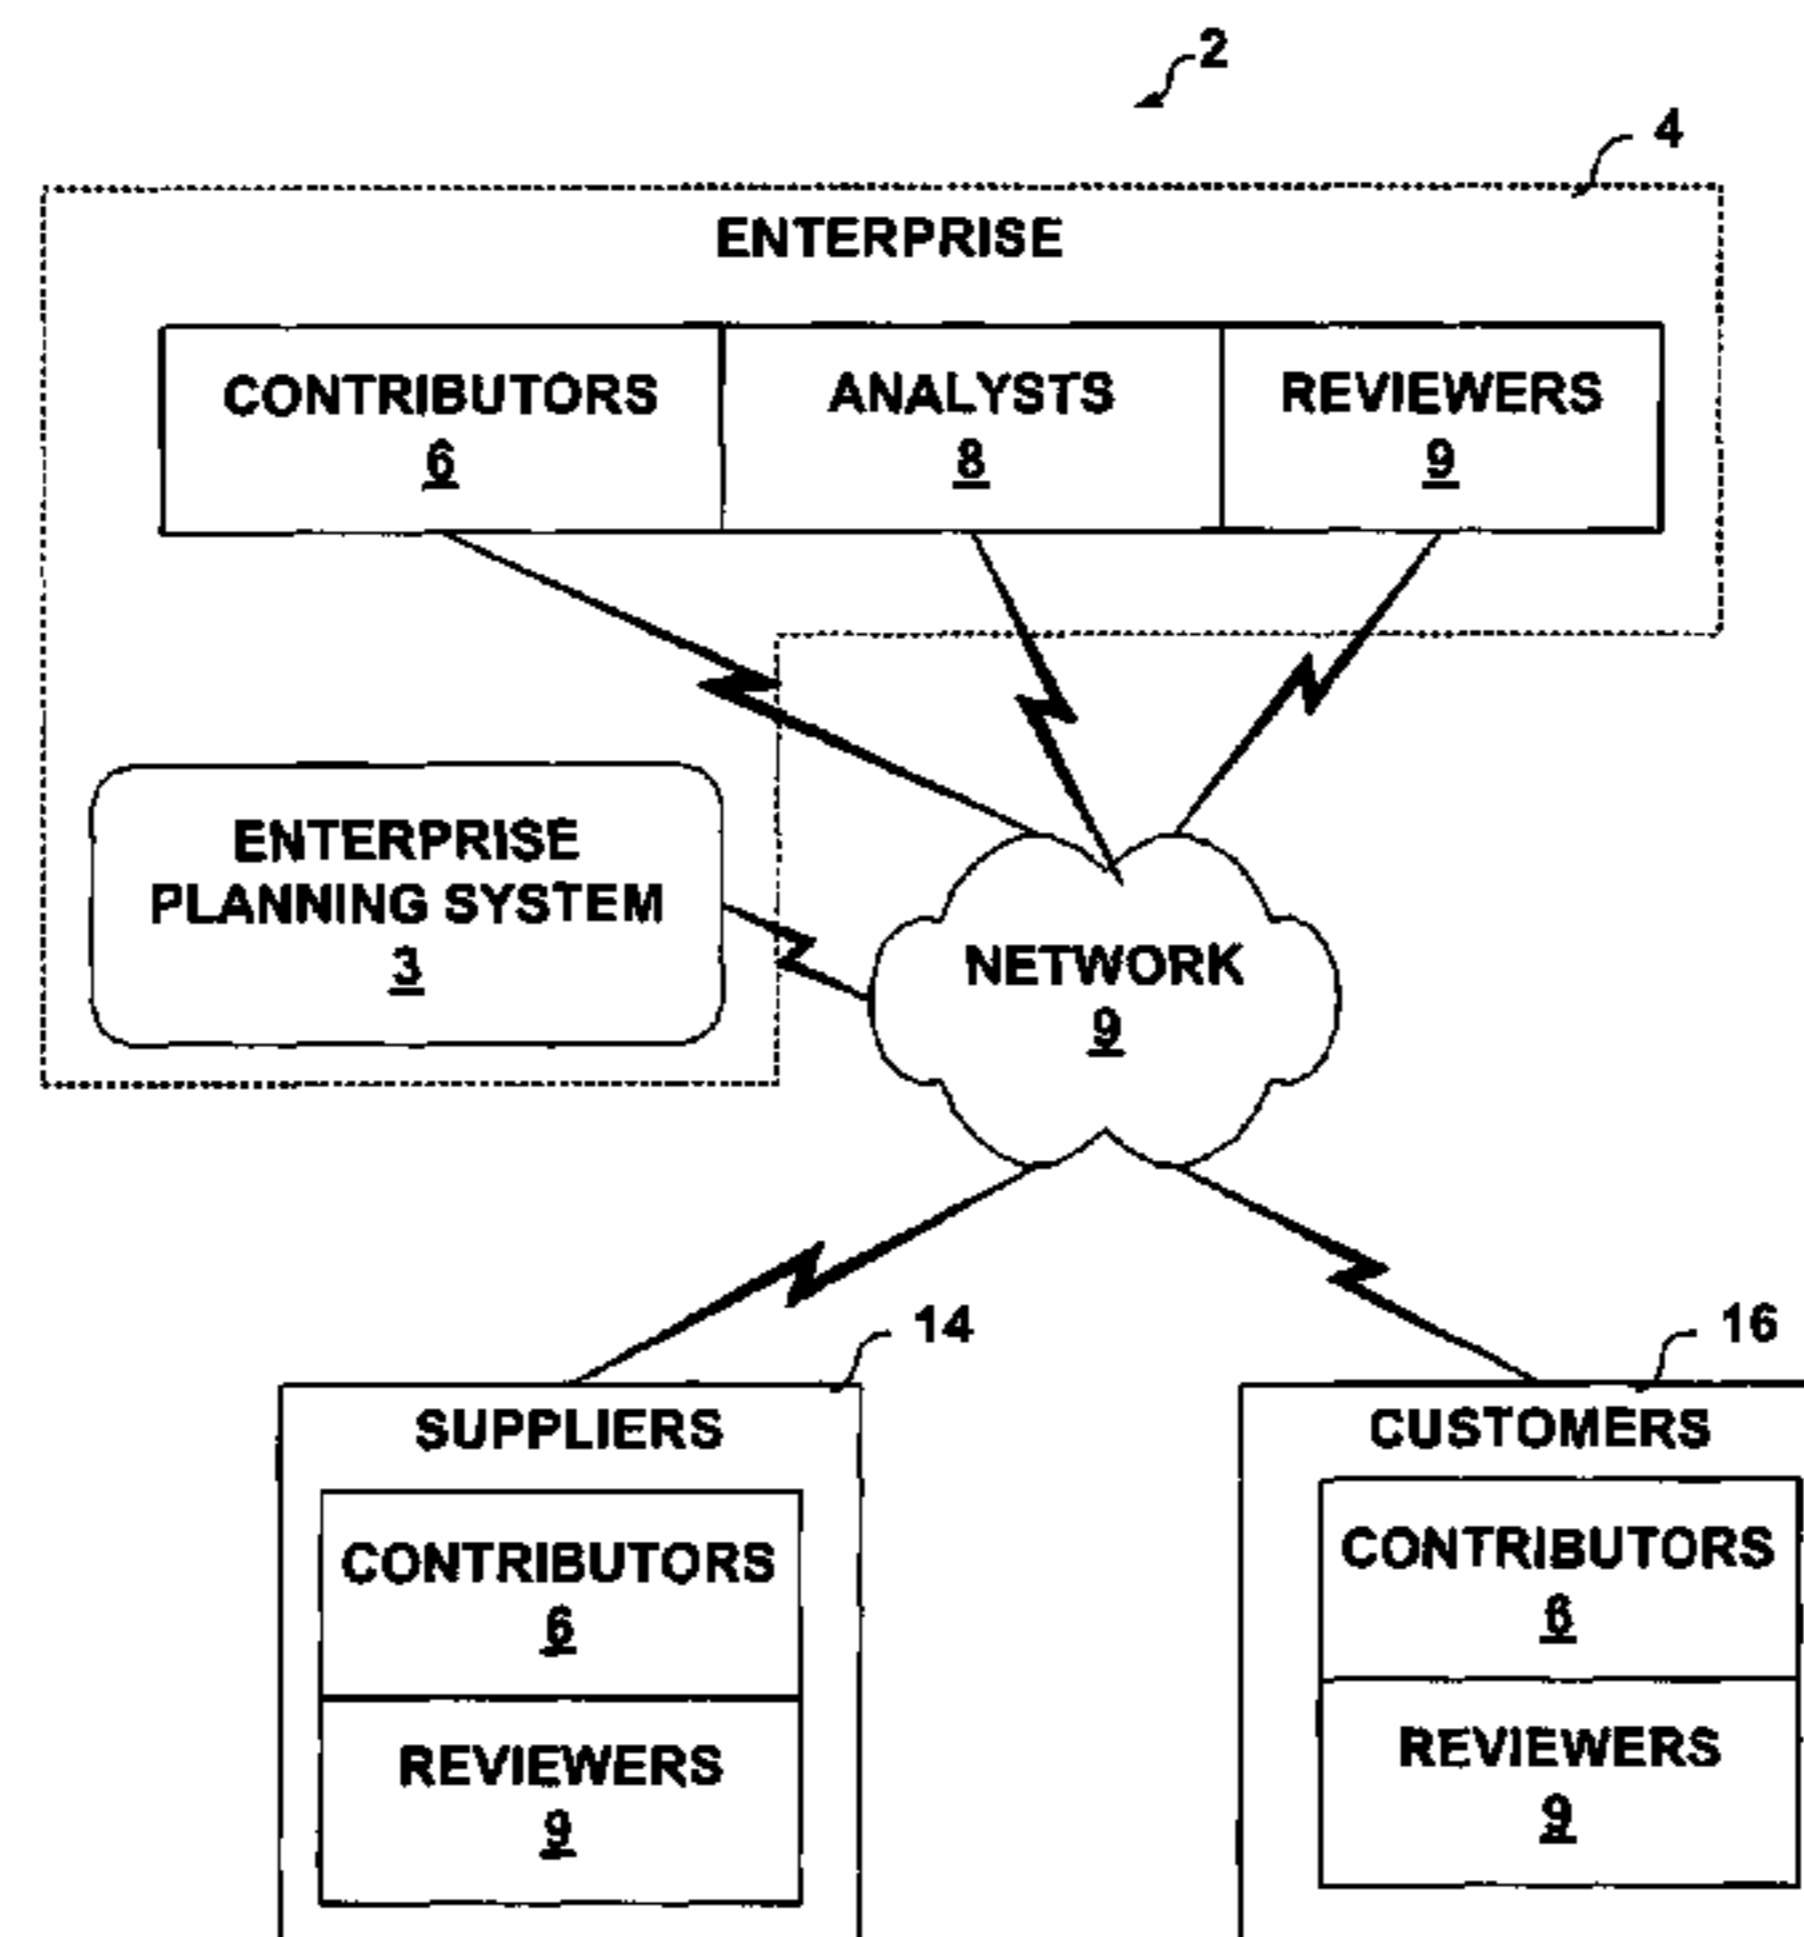 2
4
ENTERPRISE
CONTRIBUTORS
6
ANALYSTS
8
REVIEWERS
9
ENTERPRISE
PLANNING SYSTEM
3
NETWORK
9
14
SUPPLIERS
CONTRIBUTORS
6
REVIEWERS
9
16
CUSTOMERS
CONTRIBUTORS
6
REVIEWERS
9